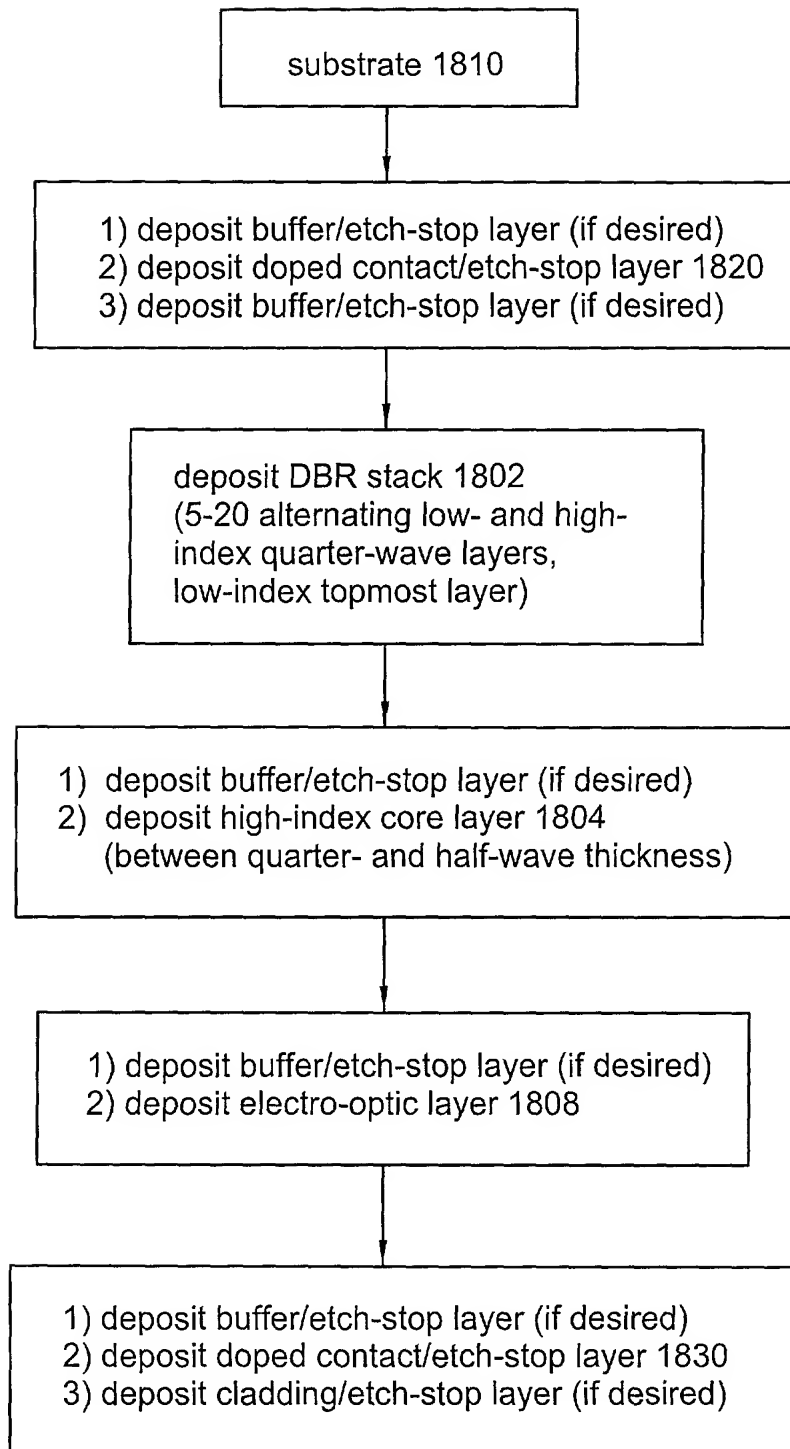 substrate 1810
1) deposit buffer/etch-stop layer (if desired)
2) deposit doped contact/etch-stop layer 1820
3) deposit buffer/etch-stop layer (if desired)
deposit DBR stack 1802
(5-20 alternating low- and high-
index quarter-wave layers,
low-index topmost layer)
1) deposit buffer/etch-stop layer (if desired)
2) deposit high-index core layer 1804
(between quarter- and half-wave thickness)
1) deposit buffer/etch-stop layer (if desired)
2) deposit electro-optic layer 1808
1) deposit buffer/etch-stop layer (if desired)
2) deposit doped contact/etch-stop layer 1830
3) deposit cladding/etch-stop layer (if desired)